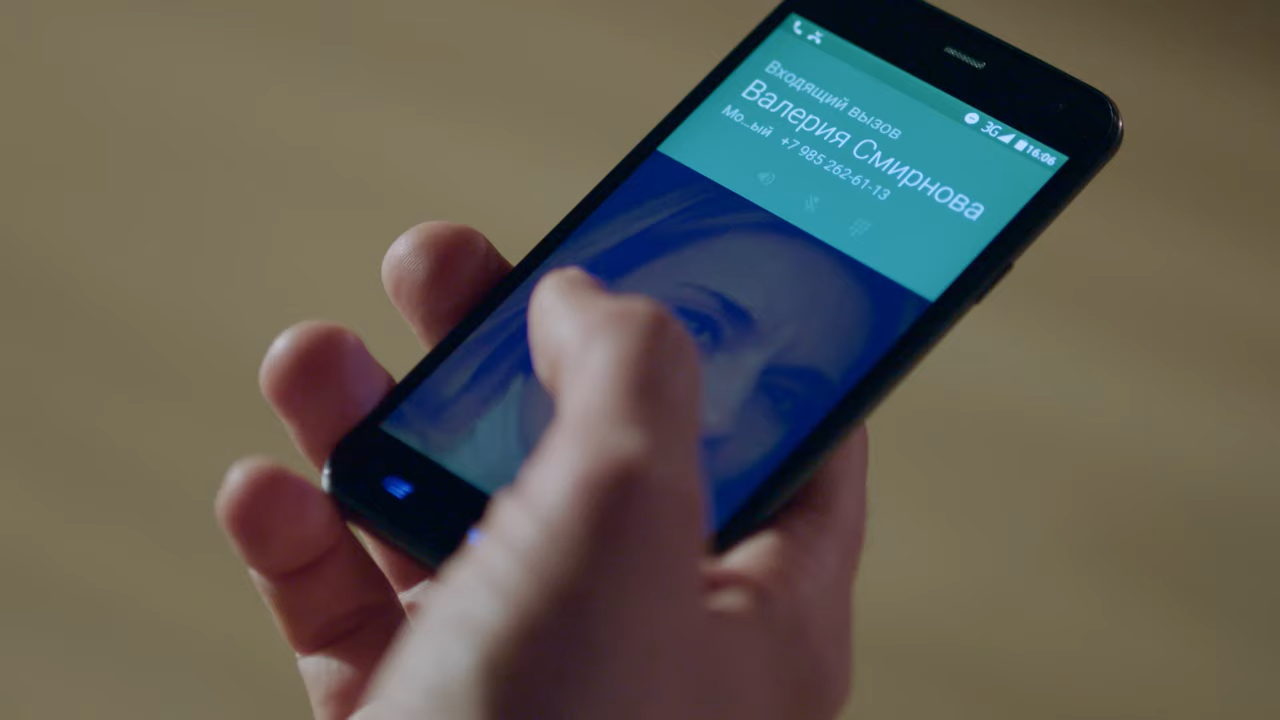 3G 16:06
Входящий вызов
Валерия Смирнова
Мо...ый +7 985 262-61-13